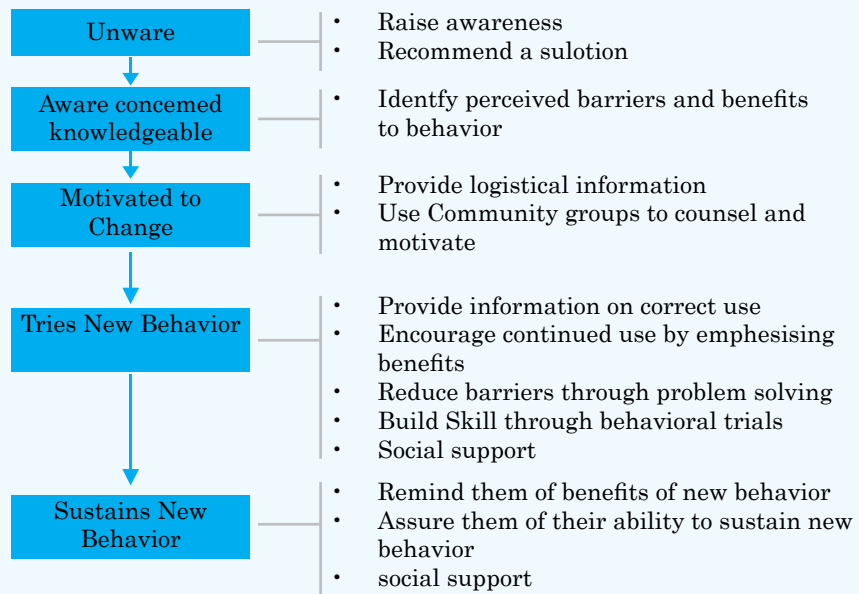 Unware
• Raise awareness
• Recommend a sulotion
Aware concemed
knowledgeable
• Identfy perceived barriers and benefits
to behavior
Motivated to
Change
• Provide logistical information
• Use Community groups to counsel and
motivate
Tries New Behavior
• Provide information on correct use
• Encourage continued use by emphesising
benefits
• Reduce barriers through problem solving
• Build Skill through behavioral trials
• Social support
Sustains New
Behavior
• Remind them of benefits of new behavior
• Assure them of their ability to sustain new
behavior
• social support